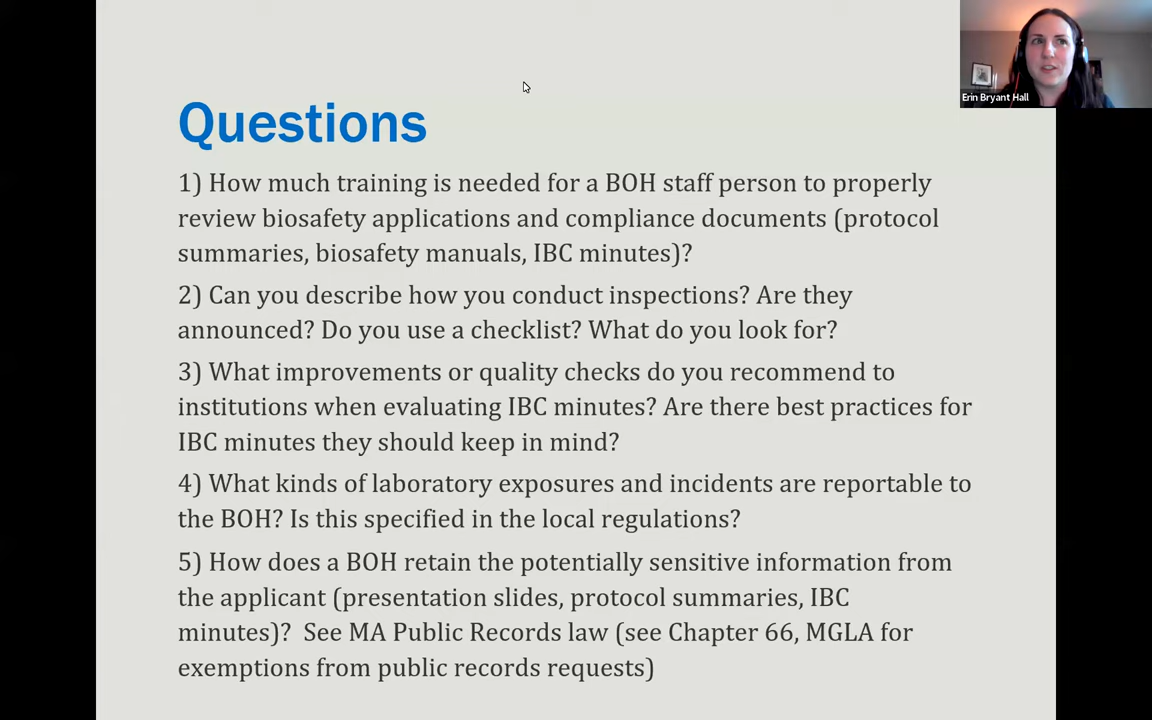 Erin Bryant Hall
Questions
1) How much training is needed for a BOH staff person to properly
review biosafety applications and compliance documents (protocol
summaries, biosafety manuals, IBC minutes)?
2) Can you describe how you conduct inspections? Are they
announced? Do you use a checklist? What do you look for?
3) What improvements or quality checks do you recommend to
institutions when evaluating IBC minutes? Are there best practices for
IBC minutes they should keep in mind?
4) What kinds of laboratory exposures and incidents are reportable to
the BOH? Is this specified in the local regulations?
5) How does a BOH retain the potentially sensitive information from
the applicant (presentation slides, protocol summaries, IBC
minutes)?  See MA Public Records law (see Chapter 66, MGLA for
exemptions from public records requests)